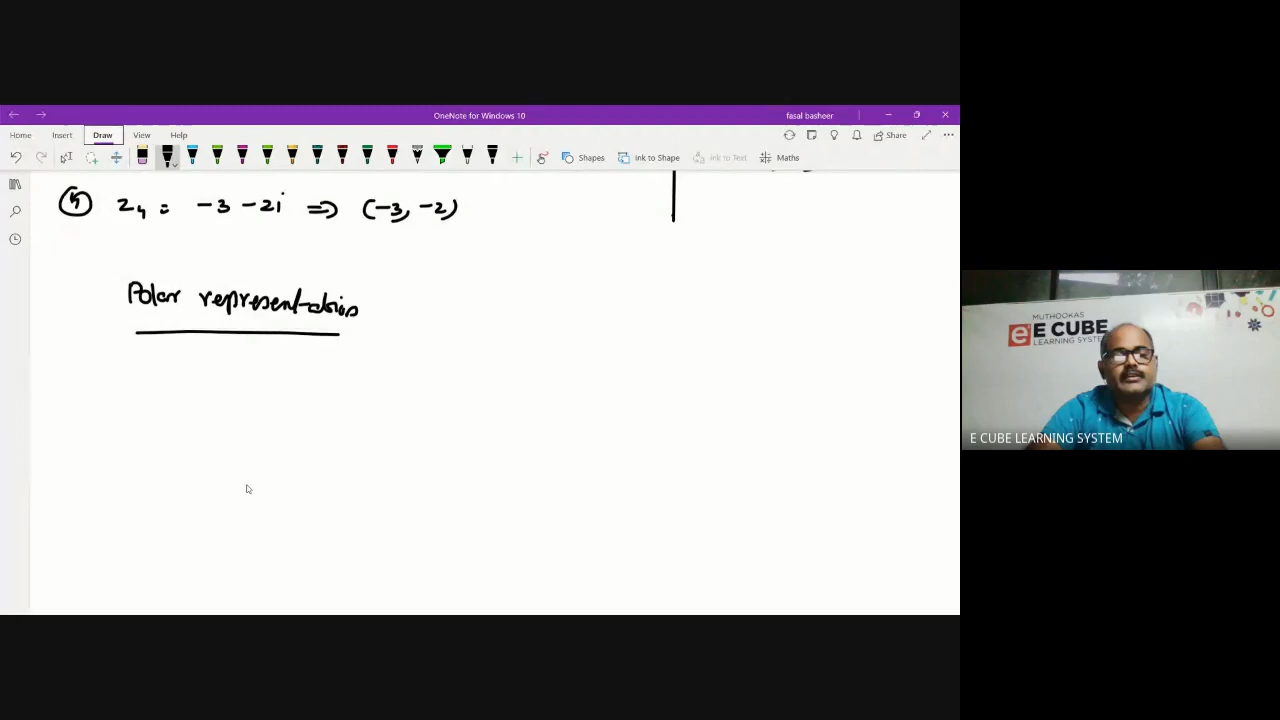 OneNote for Windows 10
fasal basheer
Home Insert Draw View Help
Share
Shapes Ink to Shape Ink to Text Maths
④ z₄ = -3 - 2i ⇒ (-3, -2)
Polar representation
MUTHOOKAS
e E CUBE
LEARNING SYSTEM
E CUBE LEARNING SYSTEM